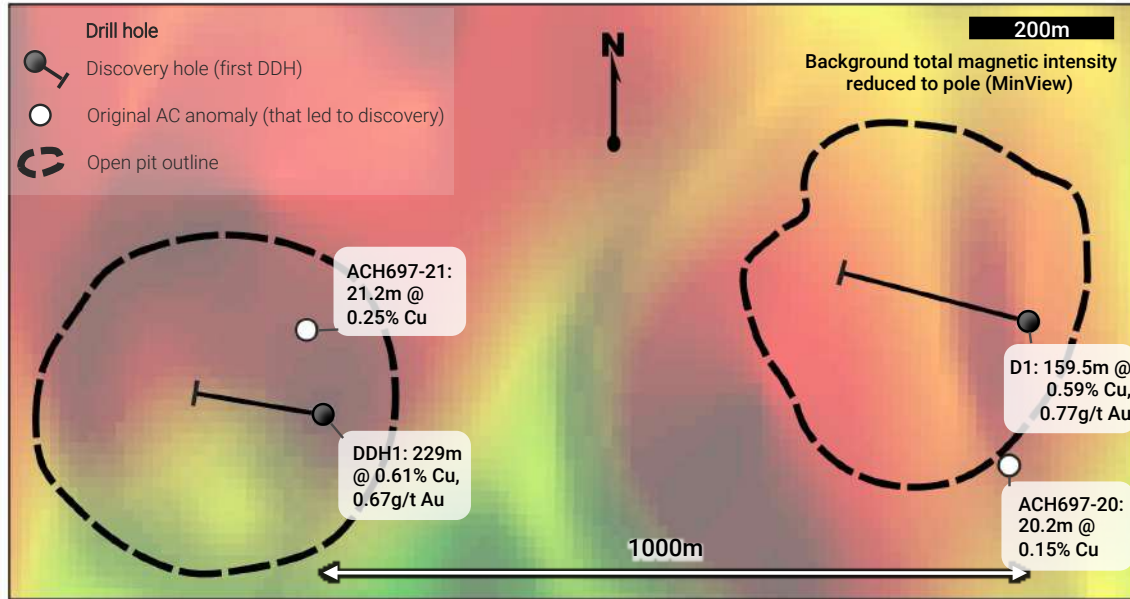 Drill hole
Discovery hole (first DDH)
Original AC anomaly (that led to discovery)
Open pit outline
N
200m
Background total magnetic intensity
reduced to pole (MinView)
ACH697-21:
21.2m @
0.25% Cu
DDH1: 229m
@ 0.61% Cu,
0.67g/t Au
D1: 159.5m @
0.59% Cu,
0.77g/t Au
ACH697-20:
20.2m @
0.15% Cu
1000m